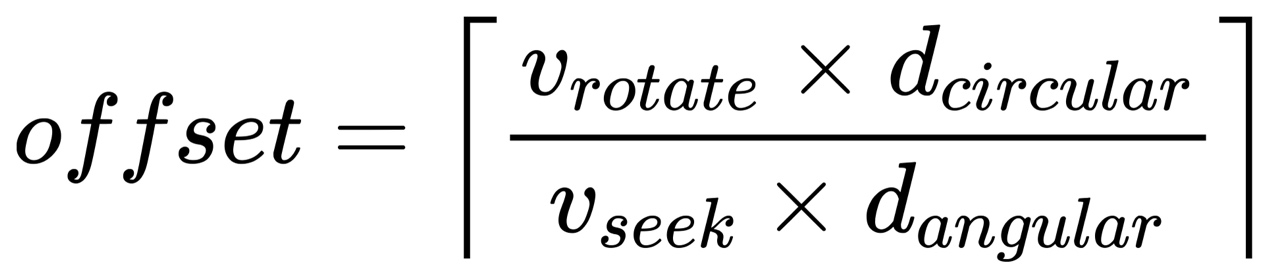 offset = ⌈ v_rotate × d_circular / v_seek × d_angular ⌉